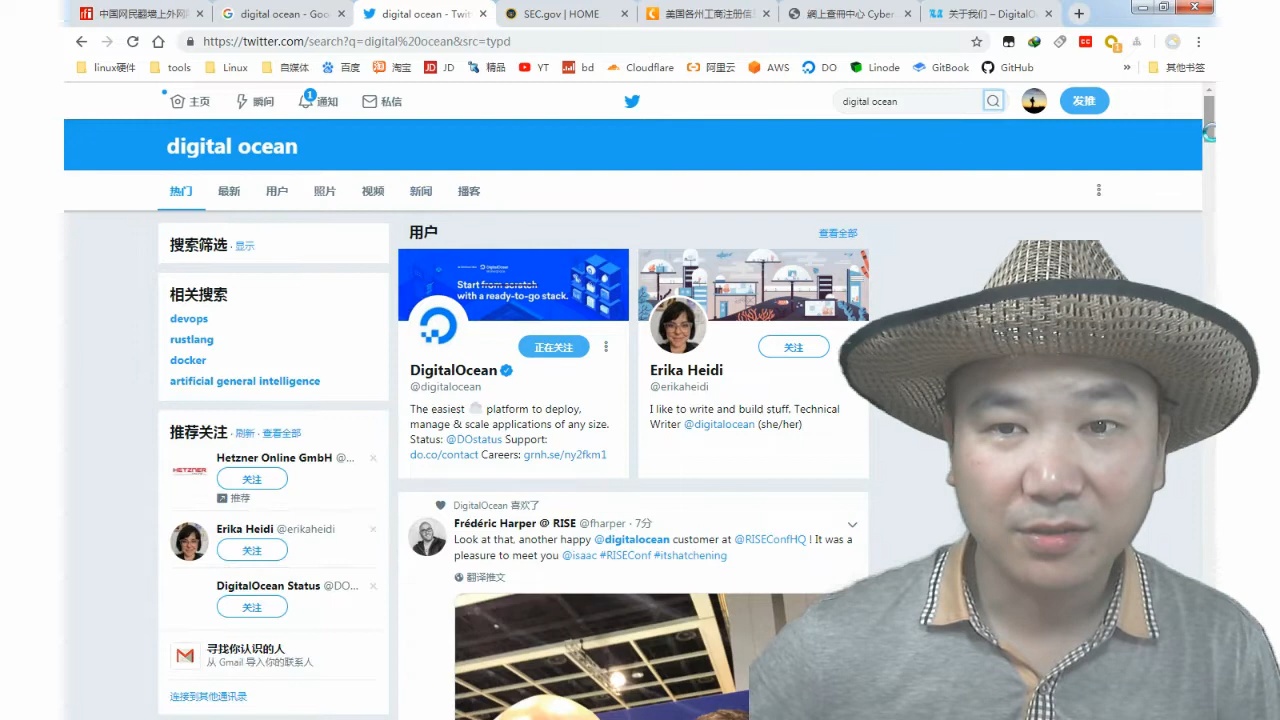 中国网民翻墙上外网
digital ocean - Goo
digital ocean - Twit
SEC.gov | HOME
美国各州工商注册信息
網上查冊中心 Cyber
关于我们 – DigitalO
https://twitter.com/search?q=digital%20ocean&src=typd
linux硬件
tools
Linux
自媒体
百度
淘宝
JD
精品
YT
bd
Cloudflare
阿里云
AWS
DO
Linode
GitBook
GitHub
»
其他书签
主页
瞬间
1
通知
私信
digital ocean
发推
digital ocean
热门
最新
用户
照片
视频
新闻
播客
搜索筛选 · 显示
相关搜索
devops
rustlang
docker
artificial general intelligence
推荐关注 · 刷新 · 查看全部
HETZNER
Hetzner Online GmbH @...
关注
推荐
Erika Heidi @erikaheidi
关注
DigitalOcean Status @DO...
关注
寻找你认识的人
从 Gmail 导入你的联系人
连接到其他通讯录
用户
查看全部
Start from scratch
with a ready-to-go stack.
正在关注
DigitalOcean
@digitalocean
The easiest platform to deploy,
manage & scale applications of any size.
Status: @DOstatus Support:
do.co/contact Careers: grnh.se/ny2fkm1
关注
Erika Heidi
@erikaheidi
I like to write and build stuff. Technical
Writer @digitalocean (she/her)
DigitalOcean 喜欢了
Frédéric Harper @ RISE @fharper · 7分
Look at that, another happy @digitalocean customer at @RISEConfHQ ! It was a
pleasure to meet you @isaac #RISEConf #itshatchening
翻译推文